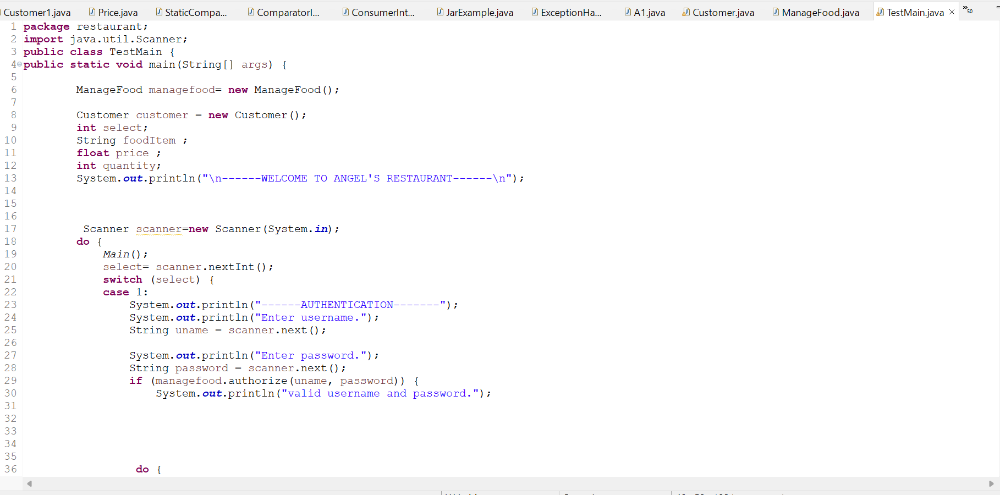 Customer1.java Price.java StaticCompa... ComparatorI... ConsumerInt... JarExample.java ExceptionHa... A1.java Customer.java ManageFood.java TestMain.java × »50
1 package restaurant;
2 import java.util.Scanner;
3 public class TestMain {
4 public static void main(String[] args) {
5
6 ManageFood managefood= new ManageFood();
7
8 Customer customer = new Customer();
9 int select;
10 String foodItem ;
11 float price ;
12 int quantity;
13 System.out.println("\n------WELCOME TO ANGEL'S RESTAURANT------\n");
14
15
16
17 Scanner scanner=new Scanner(System.in);
18 do {
19 Main();
20 select= scanner.nextInt();
21 switch (select) {
22 case 1:
23 System.out.println("------AUTHENTICATION-------");
24 System.out.println("Enter username.");
25 String uname = scanner.next();
26
27 System.out.println("Enter password.");
28 String password = scanner.next();
29 if (managefood.authorize(uname, password)) {
30 System.out.println("valid username and password.");
31
32
33
34
35
36 do {